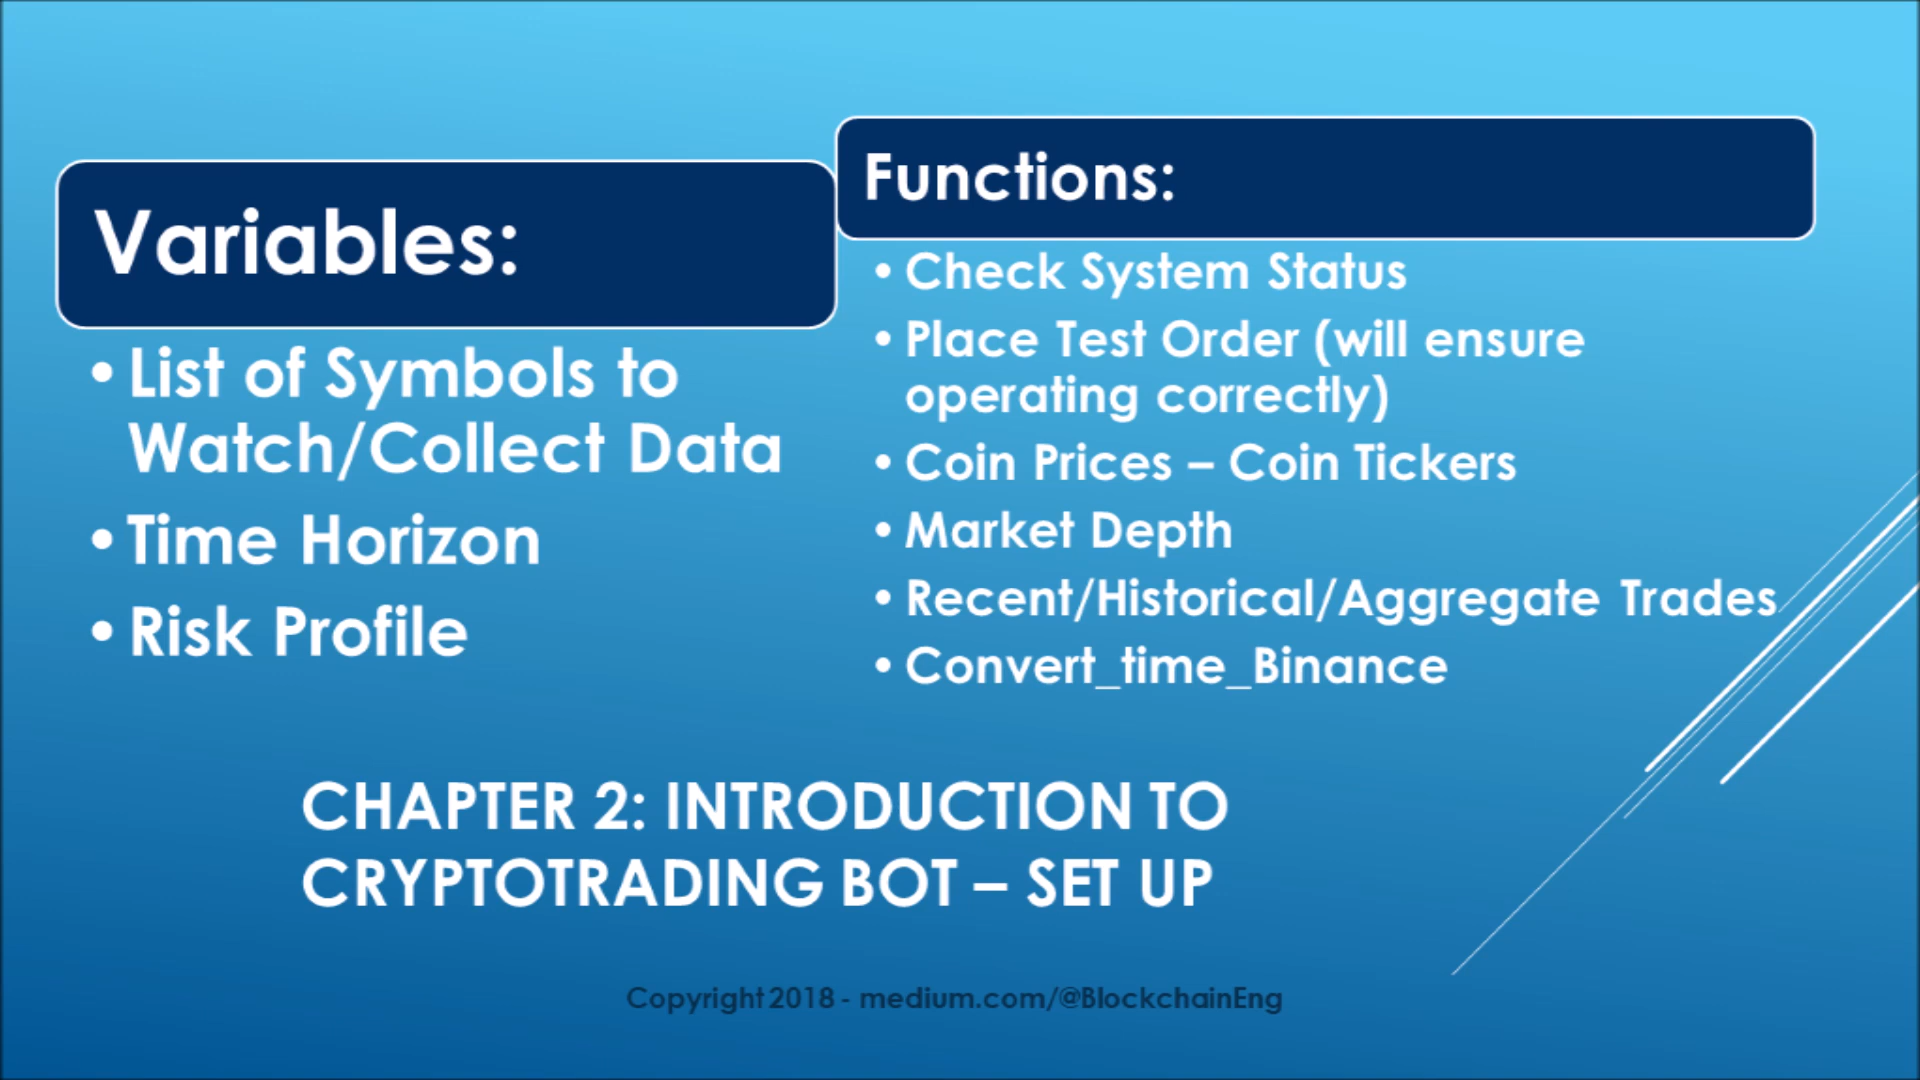 Variables:
• List of Symbols to
Watch/Collect Data
• Time Horizon
• Risk Profile
Functions:
• Check System Status
• Place Test Order (will ensure
operating correctly)
• Coin Prices – Coin Tickers
• Market Depth
• Recent/Historical/Aggregate Trades
• Convert_time_Binance
CHAPTER 2: INTRODUCTION TO
CRYPTOTRADING BOT – SET UP
Copyright 2018 - medium.com/@BlockchainEng